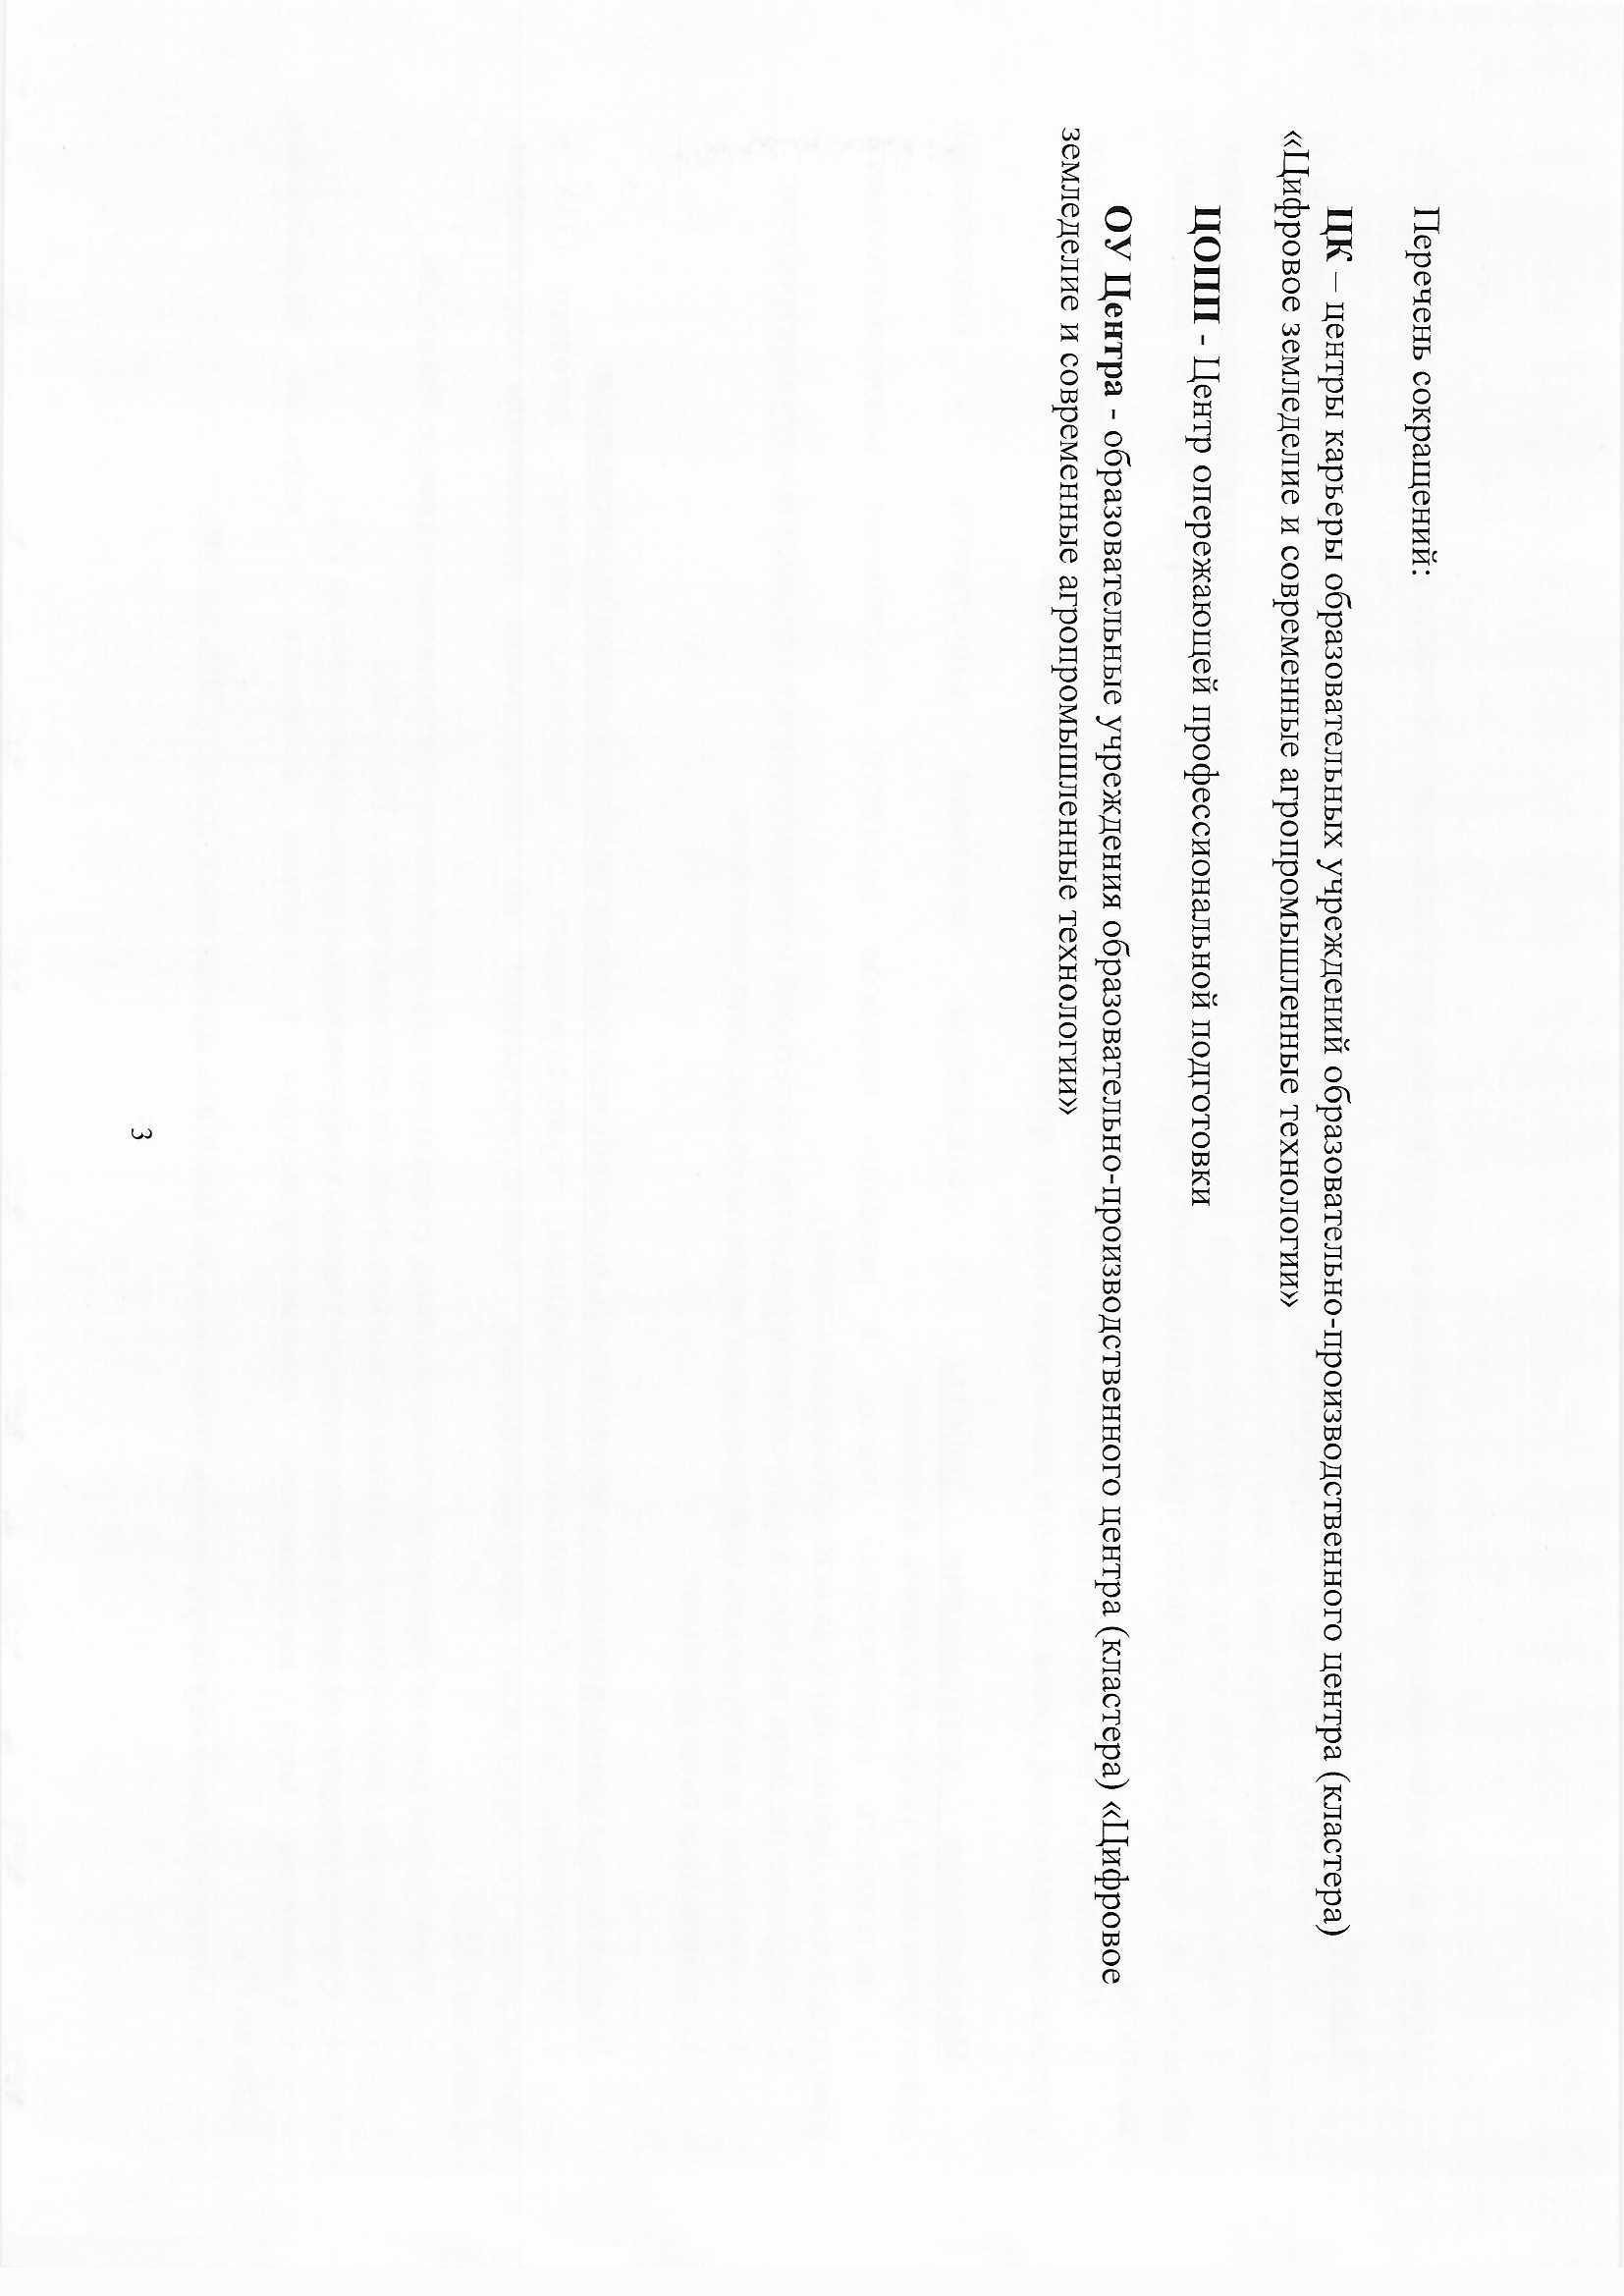 Перечень сокращений:
ЦК – центры карьеры образовательных учреждений образовательно-производственного центра (кластера)
«Цифровое земледелие и современные агропромышленные технологии»
ЦОПП - Центр опережающей профессиональной подготовки
ОУ Центра - образовательные учреждения образовательно-производственного центра (кластера) «Цифровое
земледелие и современные агропромышленные технологии»
3